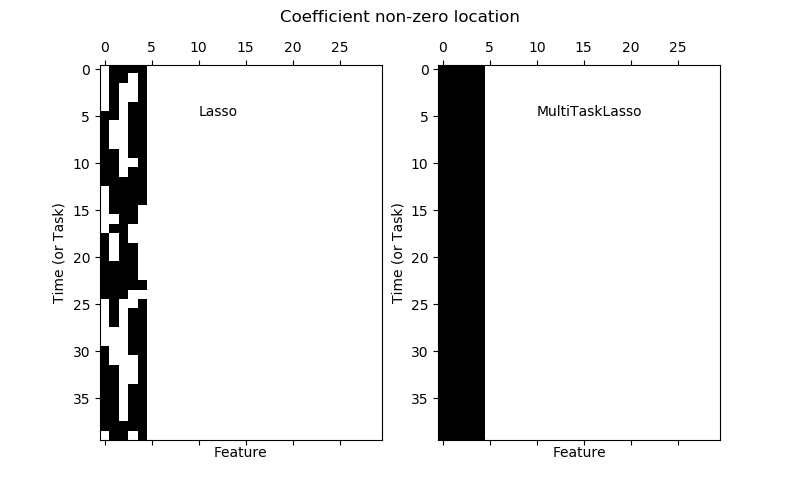 Coefficient non-zero location
0 5 10 15 20 25
0
5
10
15
20
25
30
35
Time (or Task)
Lasso
Feature
0 5 10 15 20 25
0
5
10
15
20
25
30
35
Time (or Task)
MultiTaskLasso
Feature